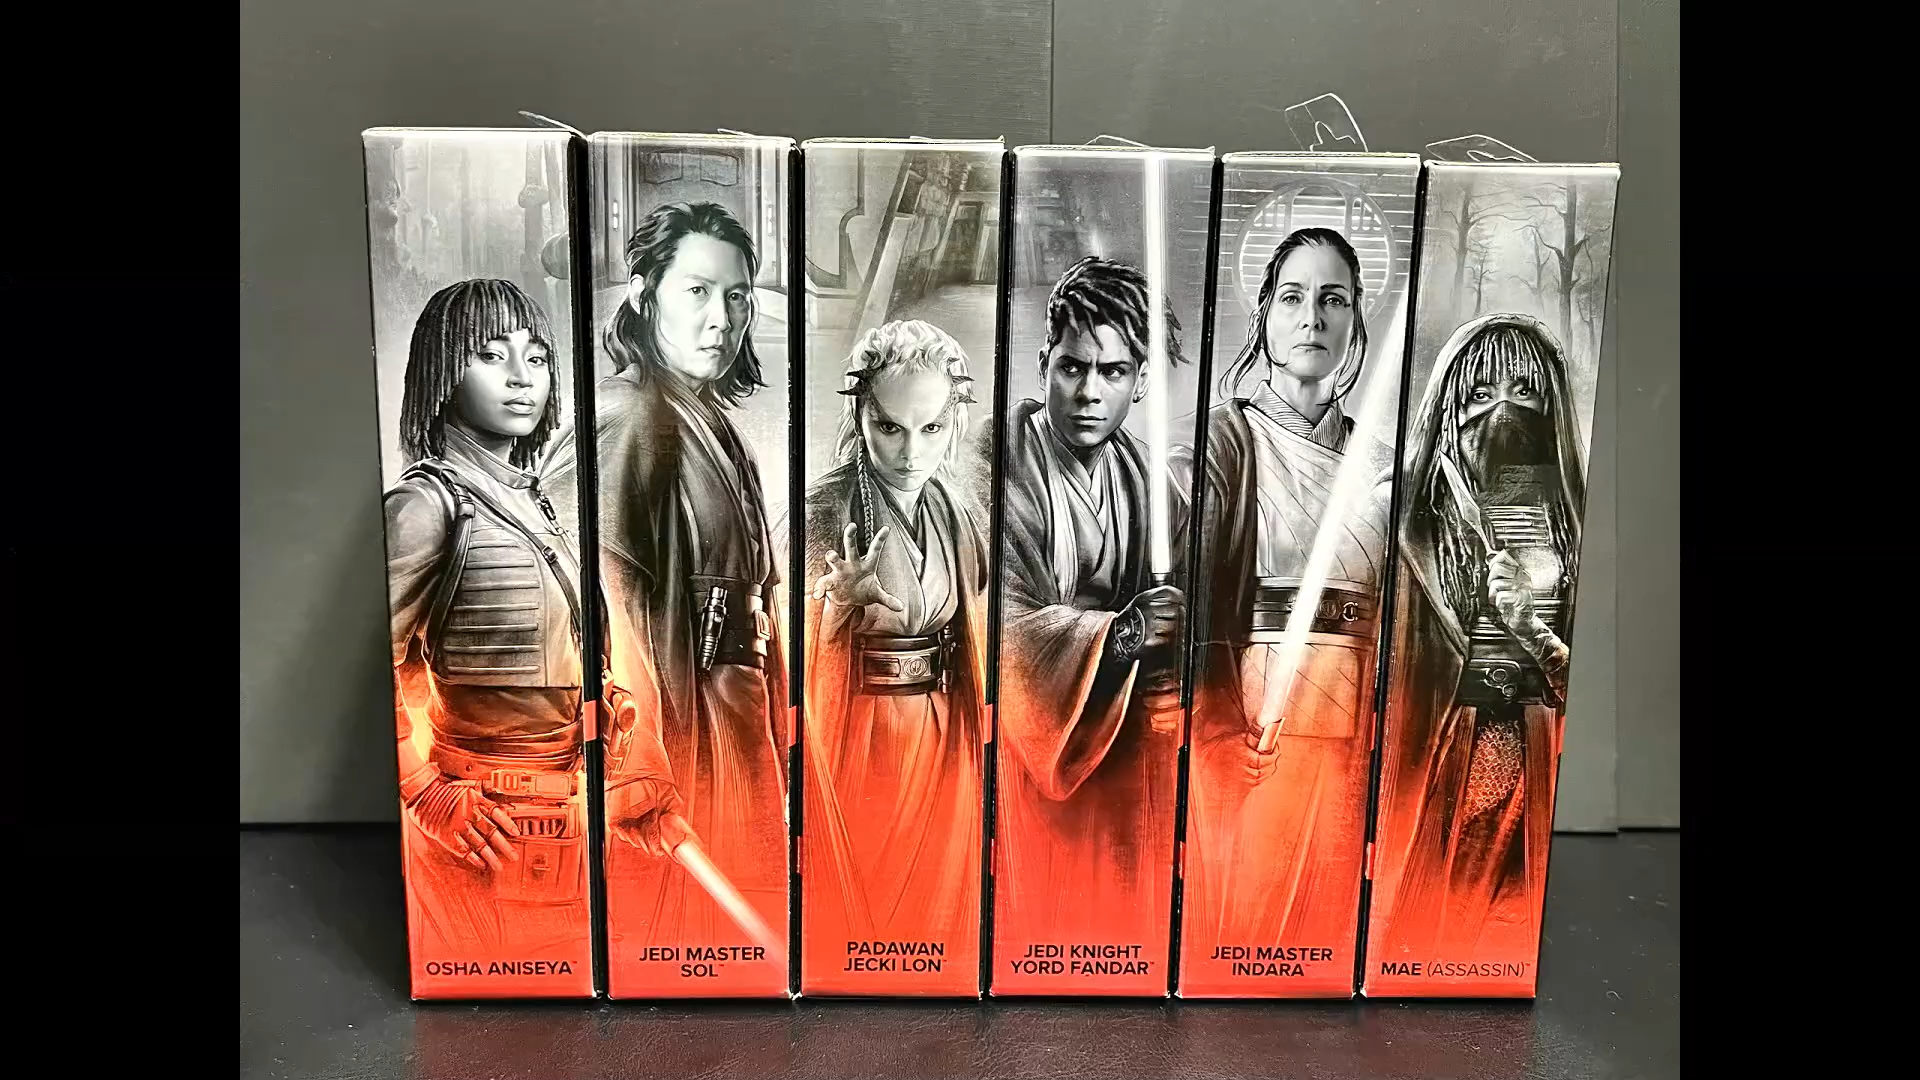 OSHA ANISEYA™
JEDI MASTER
SOL™
PADAWAN
JECKI LON™
JEDI KNIGHT
YORD FANDAR™
JEDI MASTER
INDARA™
MAE (ASSASSIN)™